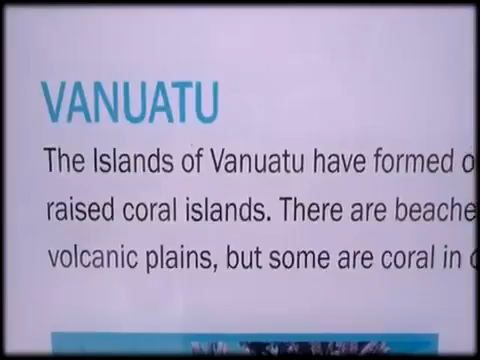 VANUATU
The Islands of Vanuatu have formed
raised coral islands. There are
volcanic plains, but some are coral in